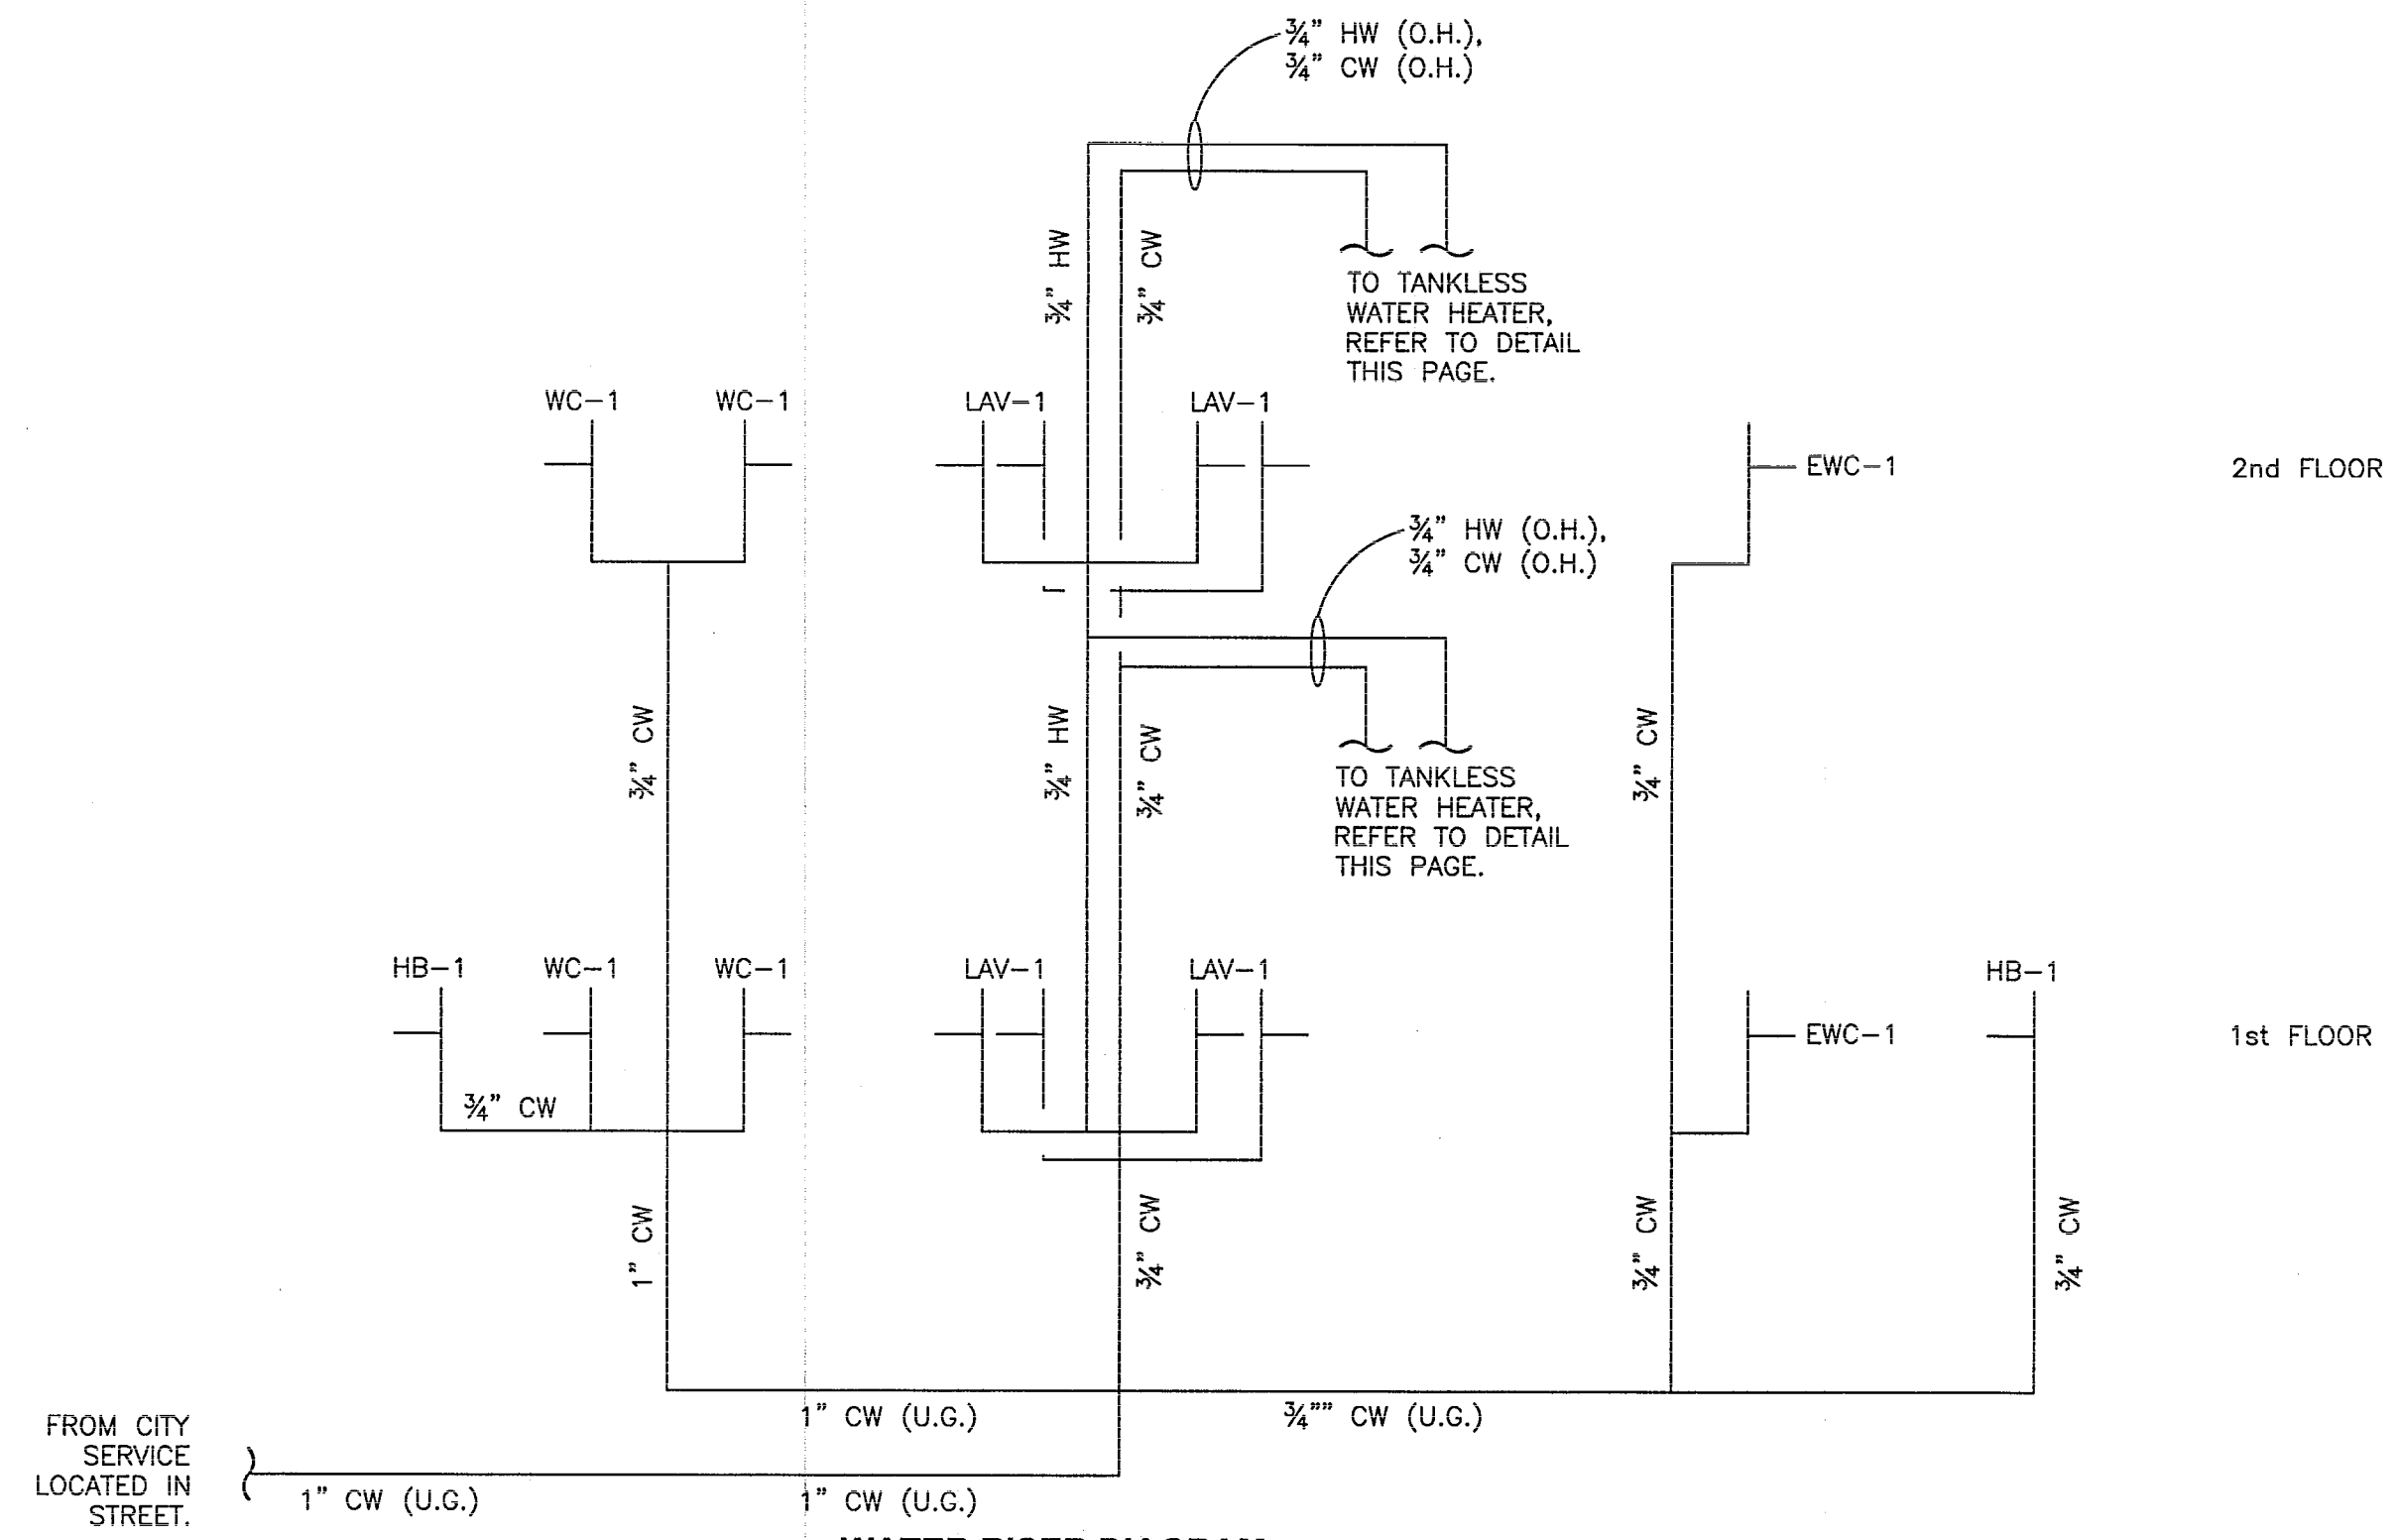 ¾" HW (O.H.),
¾" CW (O.H.)
¾" HW
¾" CW
TO TANKLESS
WATER HEATER,
REFER TO DETAIL
THIS PAGE.
WC-1
WC-1
LAV-1
LAV-1
EWC-1
2nd FLOOR
¾" HW (O.H.),
¾" CW (O.H.)
¾" CW
¾" HW
¾" CW
¾" CW
TO TANKLESS
WATER HEATER,
REFER TO DETAIL
THIS PAGE.
HB-1
WC-1
WC-1
LAV-1
LAV-1
EWC-1
HB-1
1st FLOOR
¾" CW
1" CW
¾" CW
¾" CW
¾" CW
1" CW (U.G.)
¾"" CW (U.G.)
FROM CITY
SERVICE
LOCATED IN
STREET.
1" CW (U.G.)
1" CW (U.G.)
WATER RISER DIAGRAM